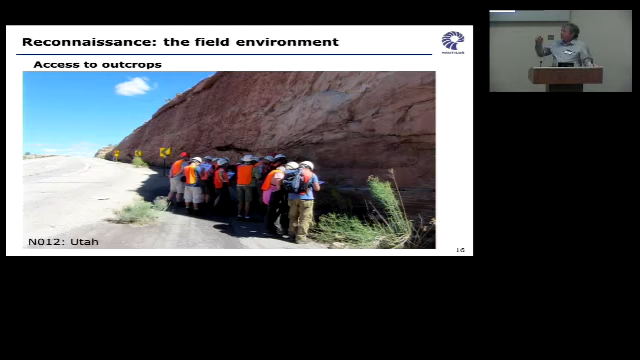 Reconnaissance: the field environment
Access to outcrops
N012: Utah
16